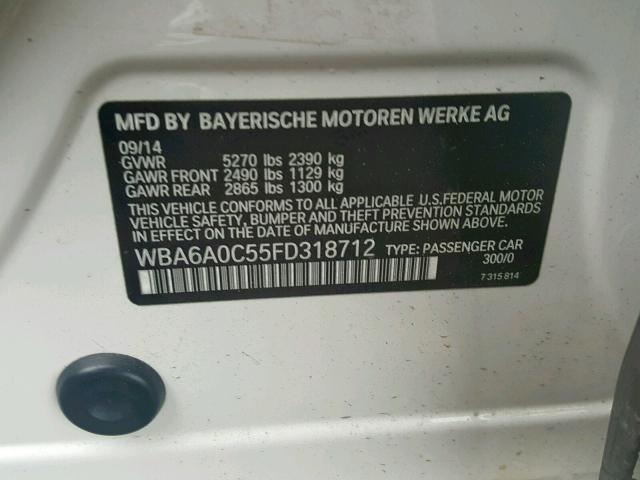 MFD BY BAYERISCHE MOTOREN WERKE AG
09/14
GVWR 5270 lbs 2390 kg
GAWR FRONT 2490 lbs 1129 kg
GAWR REAR 2865 lbs 1300 kg
THIS VEHICLE CONFORMS TO ALL APPLICABLE U.S.FEDERAL MOTOR
VEHICLE SAFETY, BUMPER AND THEFT PREVENTION STANDARDS
IN EFFECT ON THE DATE OF MANUFACTURE SHOWN ABOVE.
WBA6A0C55FD318712 TYPE: PASSENGER CAR
300/0
7 315 814